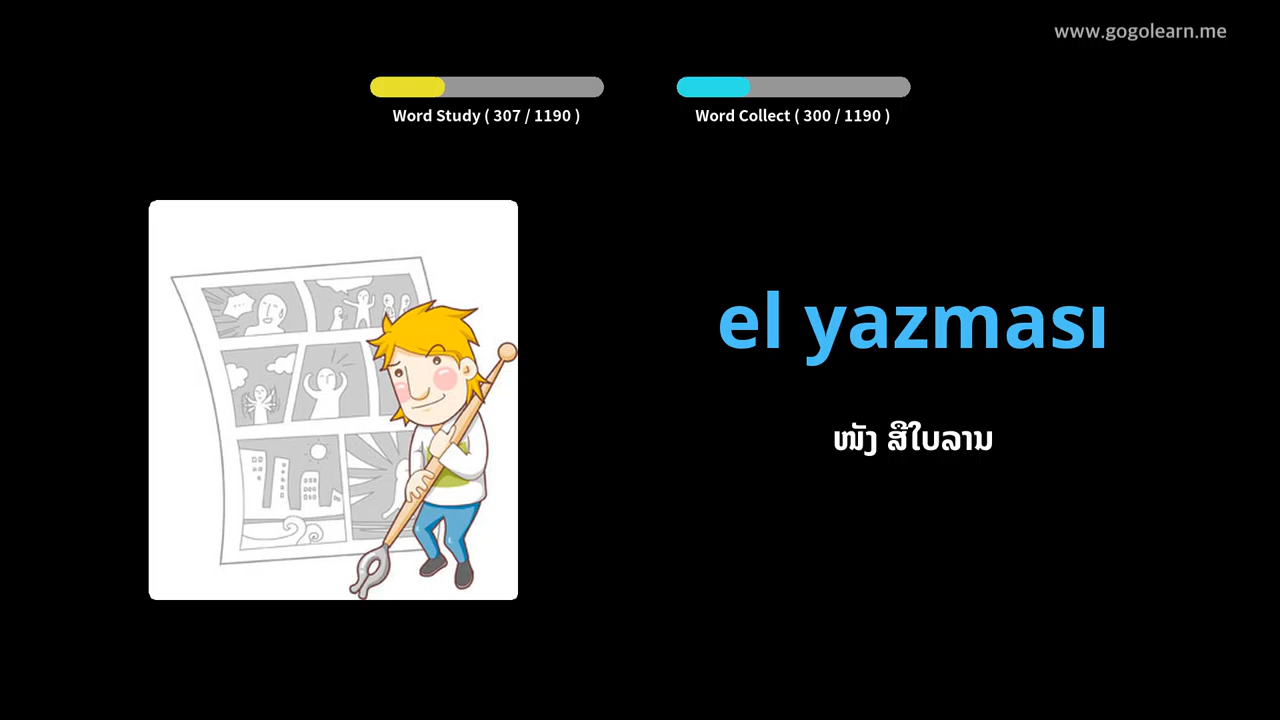 www.gogolearn.me
Word Study ( 307 / 1190 )
Word Collect ( 300 / 1190 )
el yazması
ໜັງ ສືໃບລານ